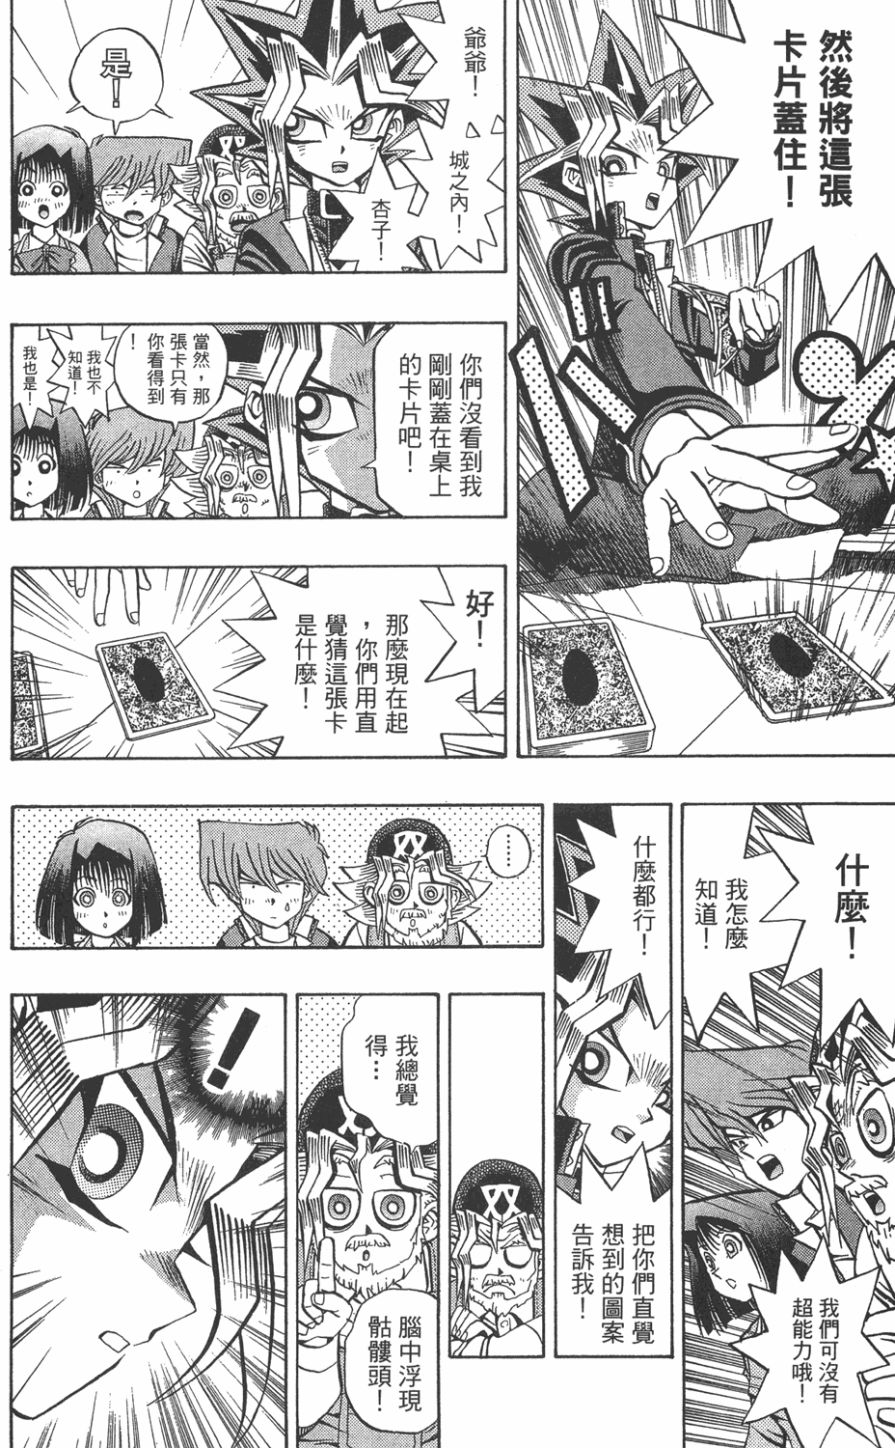 然後將這張
卡片蓋住！
爺爺！
城之內！
杏子！
是！
你們沒看到我
剛剛蓋在桌上
的卡片吧！
當然，那
張卡只有
你看得到
！
我也不
知道！
我也是！
好！
那麼現在起
，你們用直
覺猜這張卡
是什麼！
什麼！
我怎麼
知道！
我們可沒有
超能力哦！
什麼都行！
把你們直覺
想到的圖案
告訴我！
……
我總覺
得…
腦中浮現
骷髏頭！
！